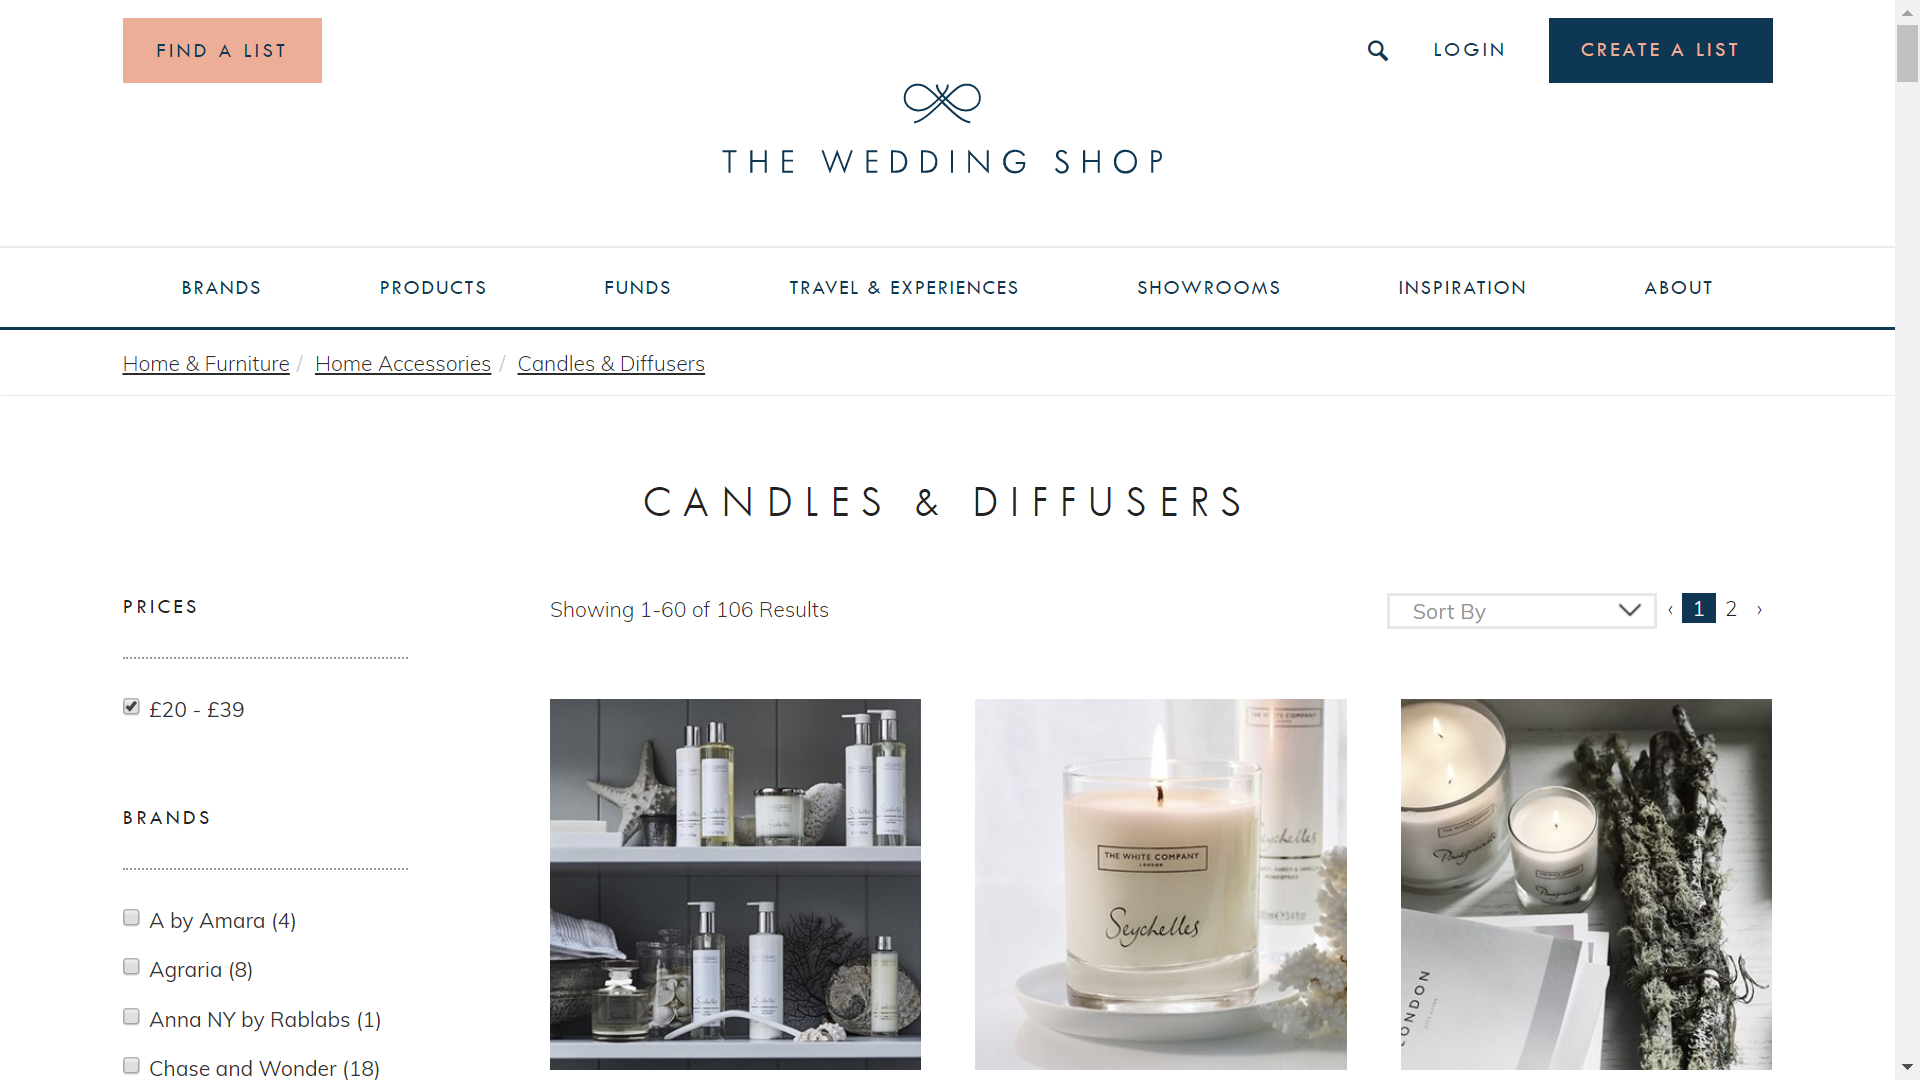 FIND A LIST
LOGIN
CREATE A LIST
THE WEDDING SHOP
BRANDS
PRODUCTS
FUNDS
TRAVEL & EXPERIENCES
SHOWROOMS
INSPIRATION
ABOUT
Home & Furniture / Home Accessories / Candles & Diffusers
CANDLES & DIFFUSERS
PRICES
£20 - £39
BRANDS
A by Amara (4)
Agraria (8)
Anna NY by Rablabs (1)
Chase and Wonder (18)
Showing 1-60 of 106 Results
Sort By
‹ 1 2 ›
THE WHITE COMPANY
Seychelles
THE WHITE COMPANY
LONDON
Seychelles
Pomegranate
LONDON